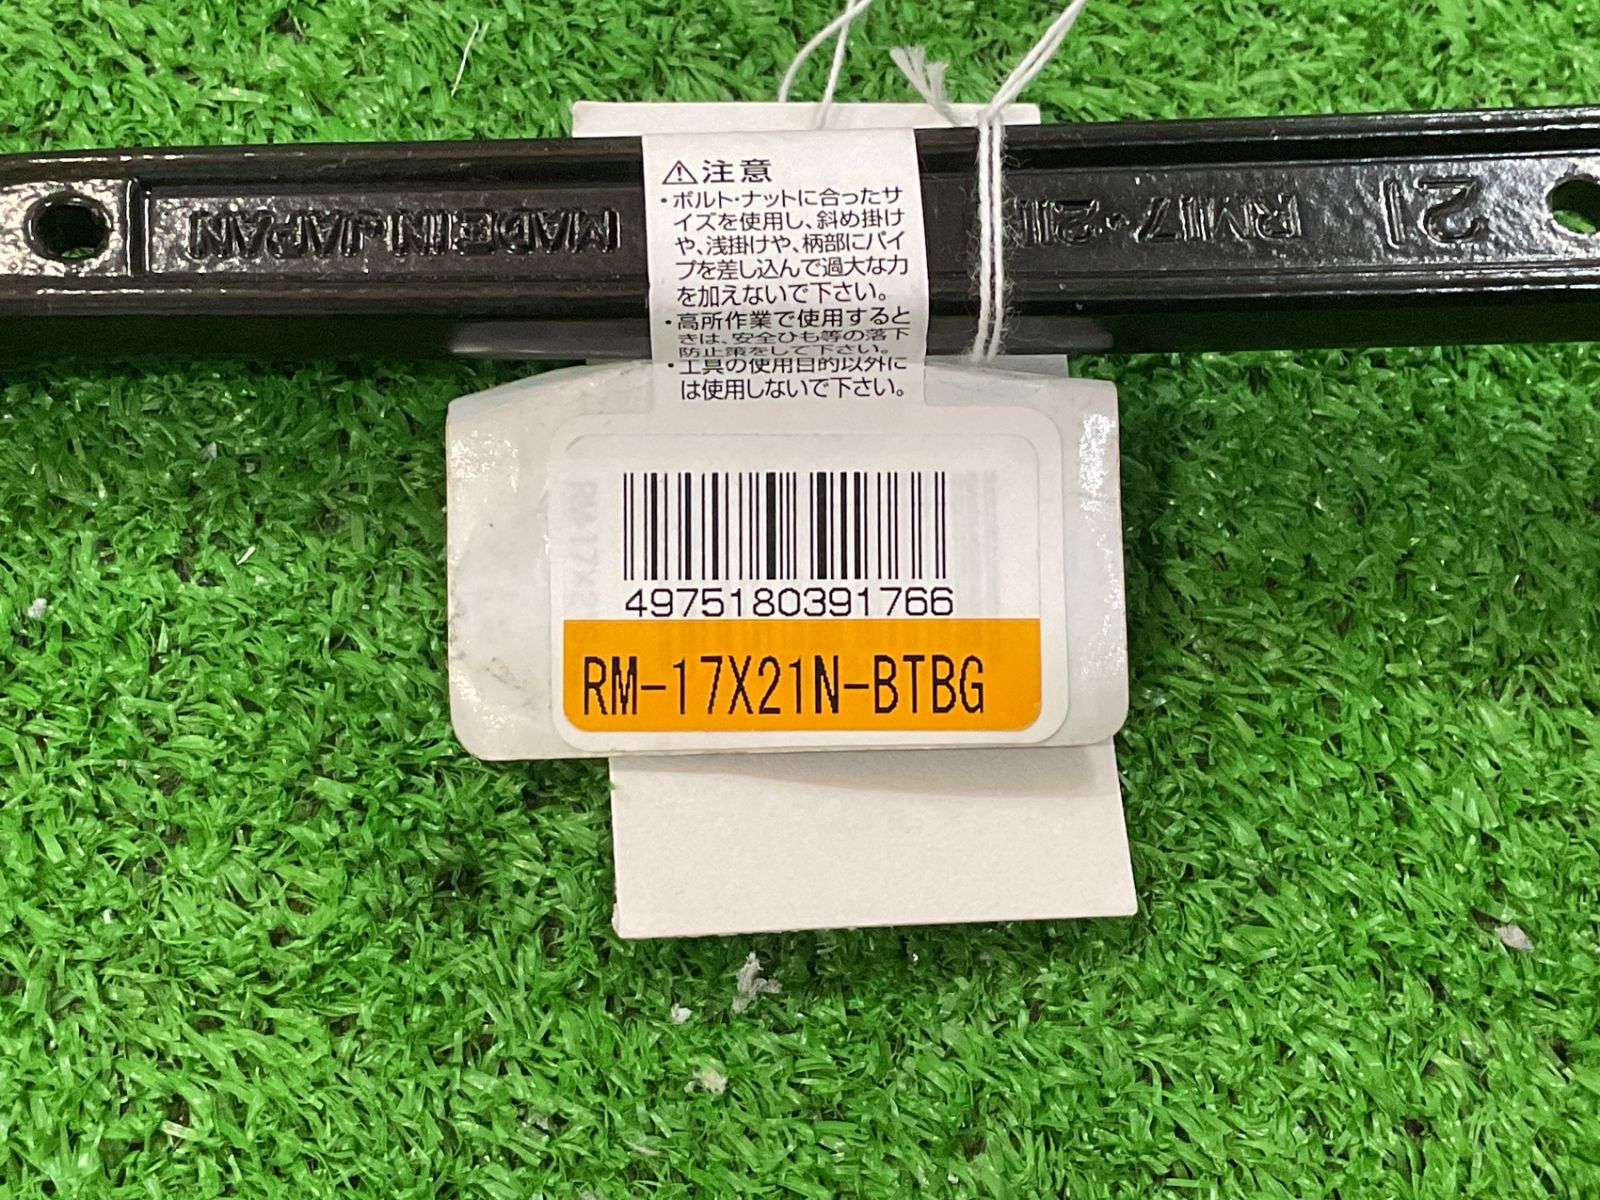 ⚠注意
・ボルト・ナットに合ったサ
イズを使用し、斜め掛け
や、浅掛けや、柄部にパイ
プを差し込んで過大な力
を加えないで下さい。
・高所作業で使用すると
きは、安全ひも等の落下
防止策をして下さい。
・工具の使用目的以外に
は使用しないで下さい。
MADE IN JAPAN
21
RM17×21N
4975180391766
RM-17X21N-BTBG